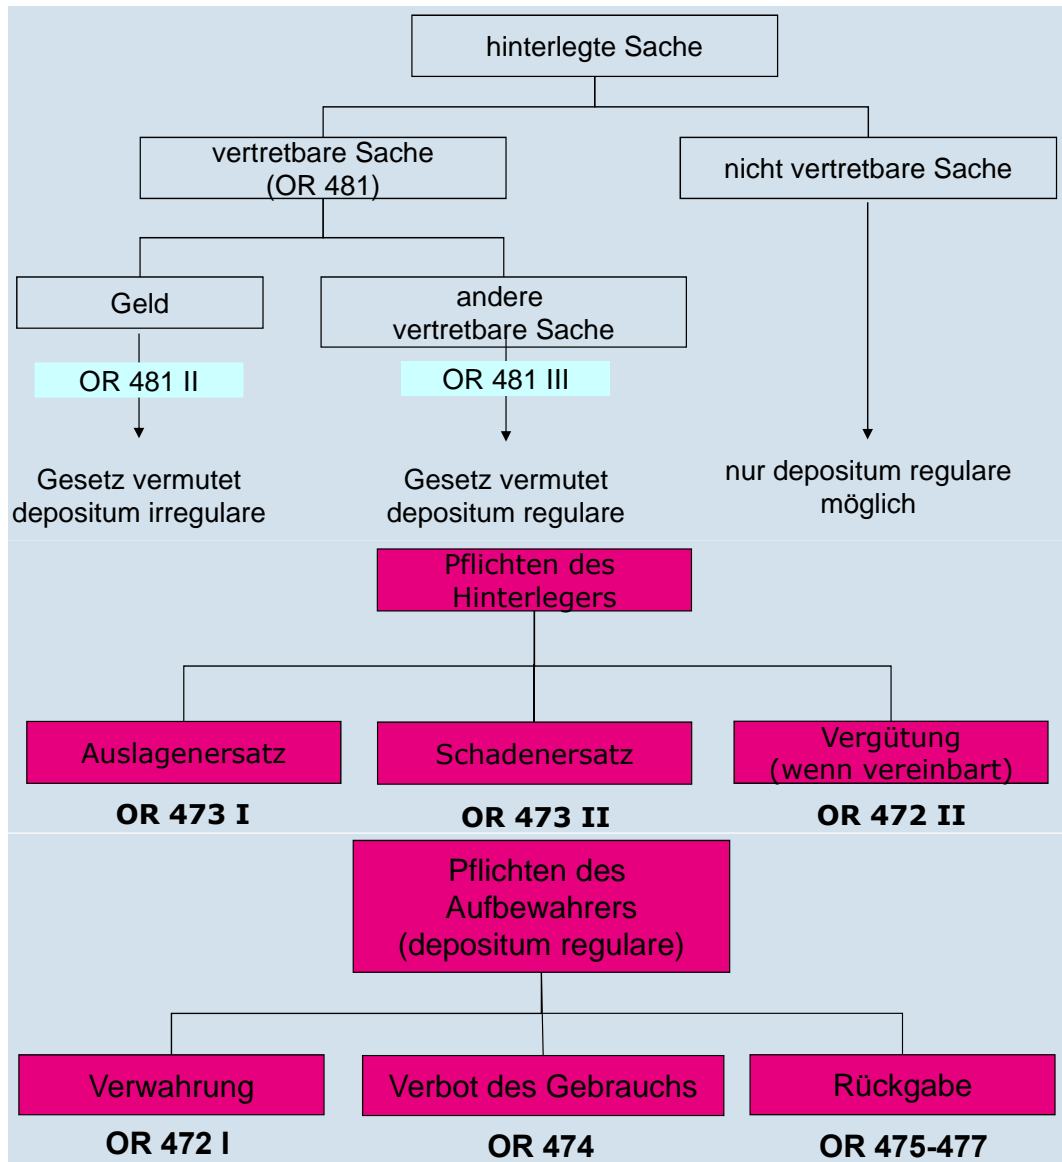 hinterlegte Sache
vertretbare Sache
(OR 481)
nicht vertretbare Sache
Geld
andere
vertretbare Sache
OR 481 II
OR 481 III
Gesetz vermutet
depositum irregulare
Gesetz vermutet
depositum regulare
nur depositum regulare
möglich
Pflichten des
Hinterlegers
Auslagenersatz
Schadenersatz
Vergütung
(wenn vereinbart)
OR 473 I
OR 473 II
OR 472 II
Pflichten des
Aufbewahrers
(depositum regulare)
Verwahrung
Verbot des Gebrauchs
Rückgabe
OR 472 I
OR 474
OR 475-477